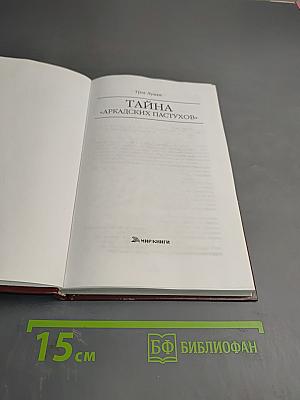 ТАЙНА
«АРКАДСКИХ ПАСТУХОВ»
МИР КНИГИ
15 см
БФ БИБЛИОФАН